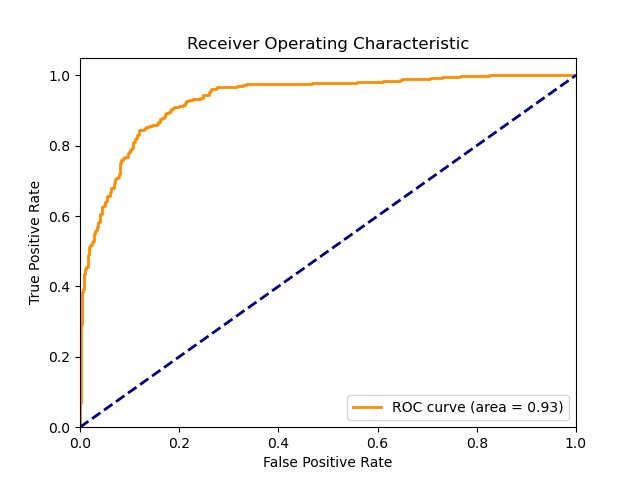 Receiver Operating Characteristic
True Positive Rate
1.0
0.8
0.6
0.4
0.2
0.0
ROC curve (area = 0.93)
0.0 0.2 0.4 0.6 0.8 1.0
False Positive Rate